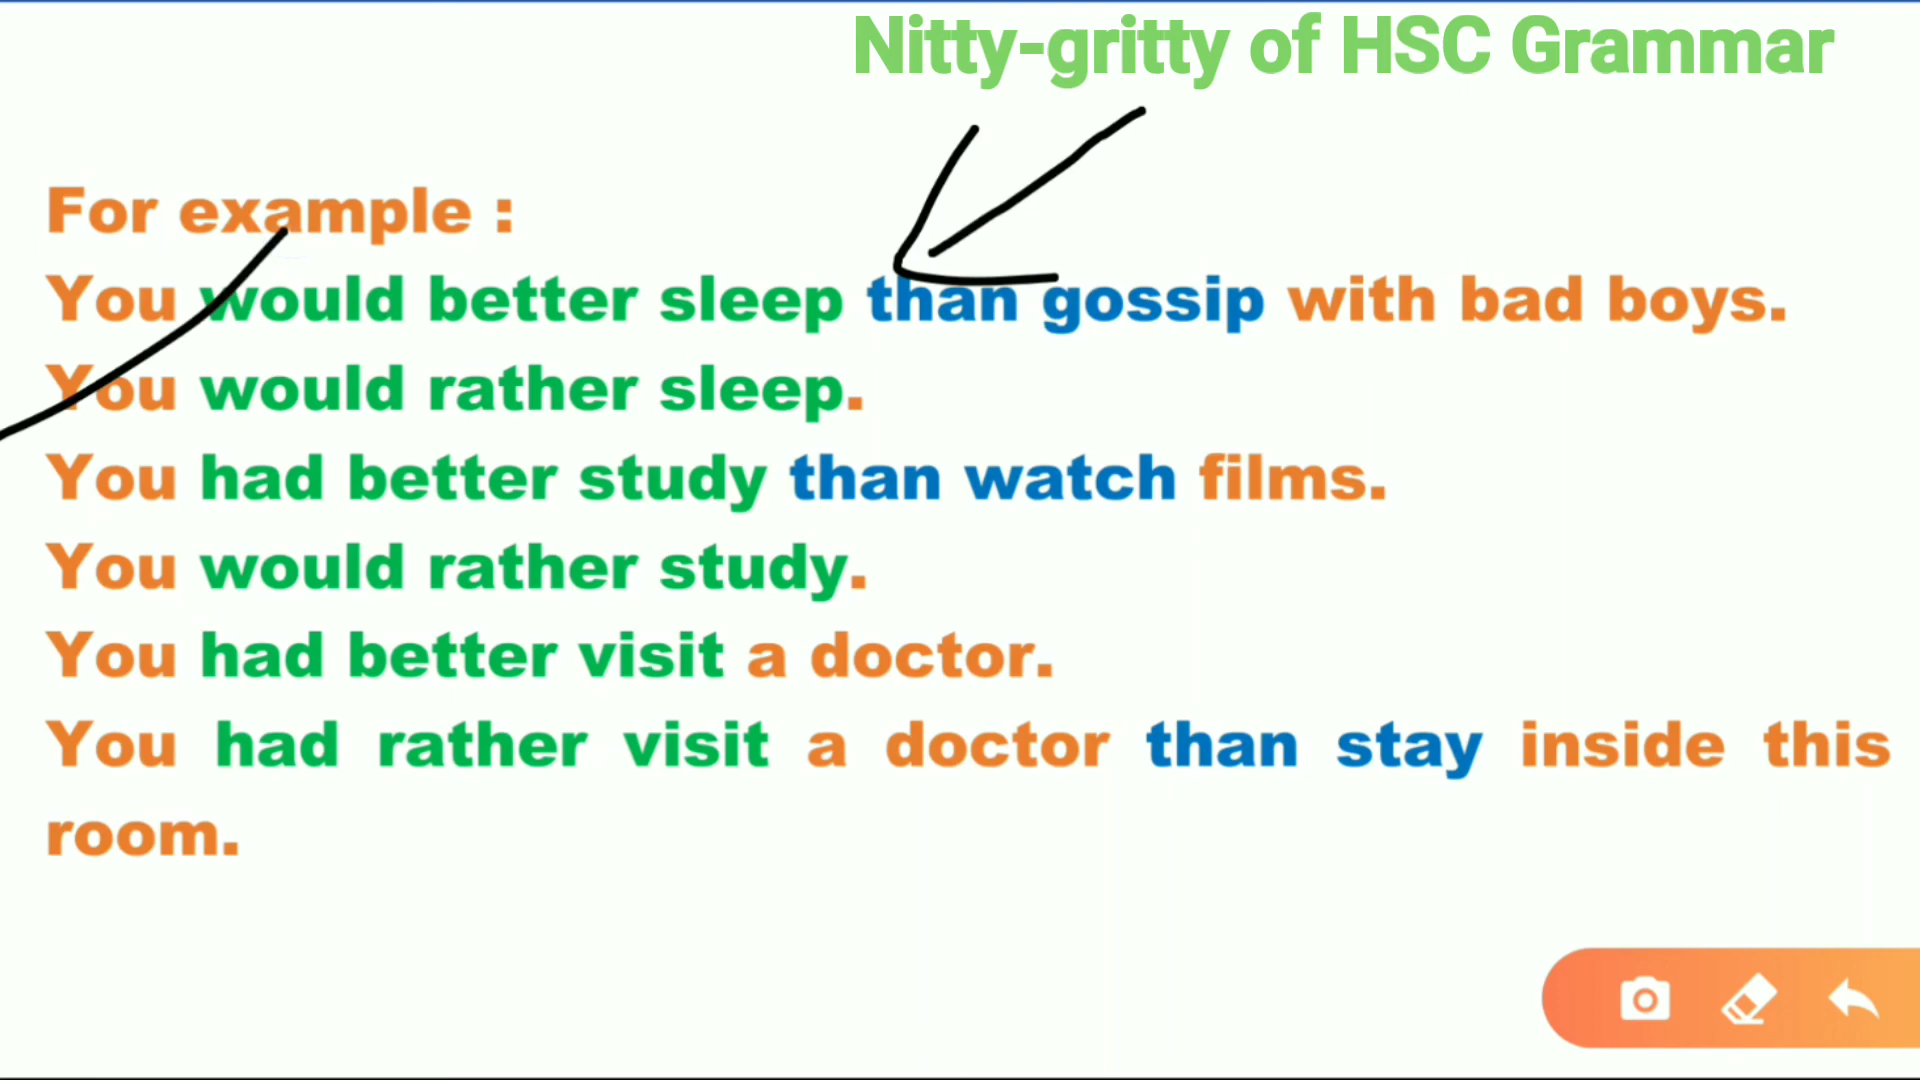 Nitty-gritty of HSC Grammar
For example :
You would better sleep than gossip with bad boys.
You would rather sleep.
You had better study than watch films.
You would rather study.
You had better visit a doctor.
You had rather visit a doctor than stay inside this
room.